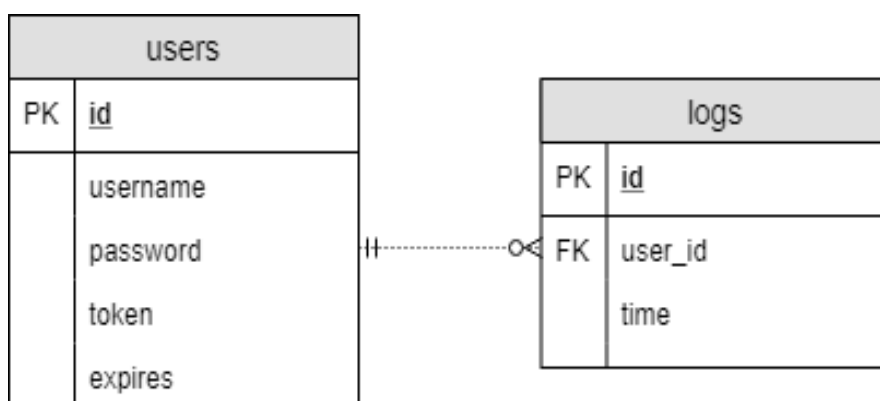 users
PK id
username
password
token
expires
logs
PK id
FK user_id
time